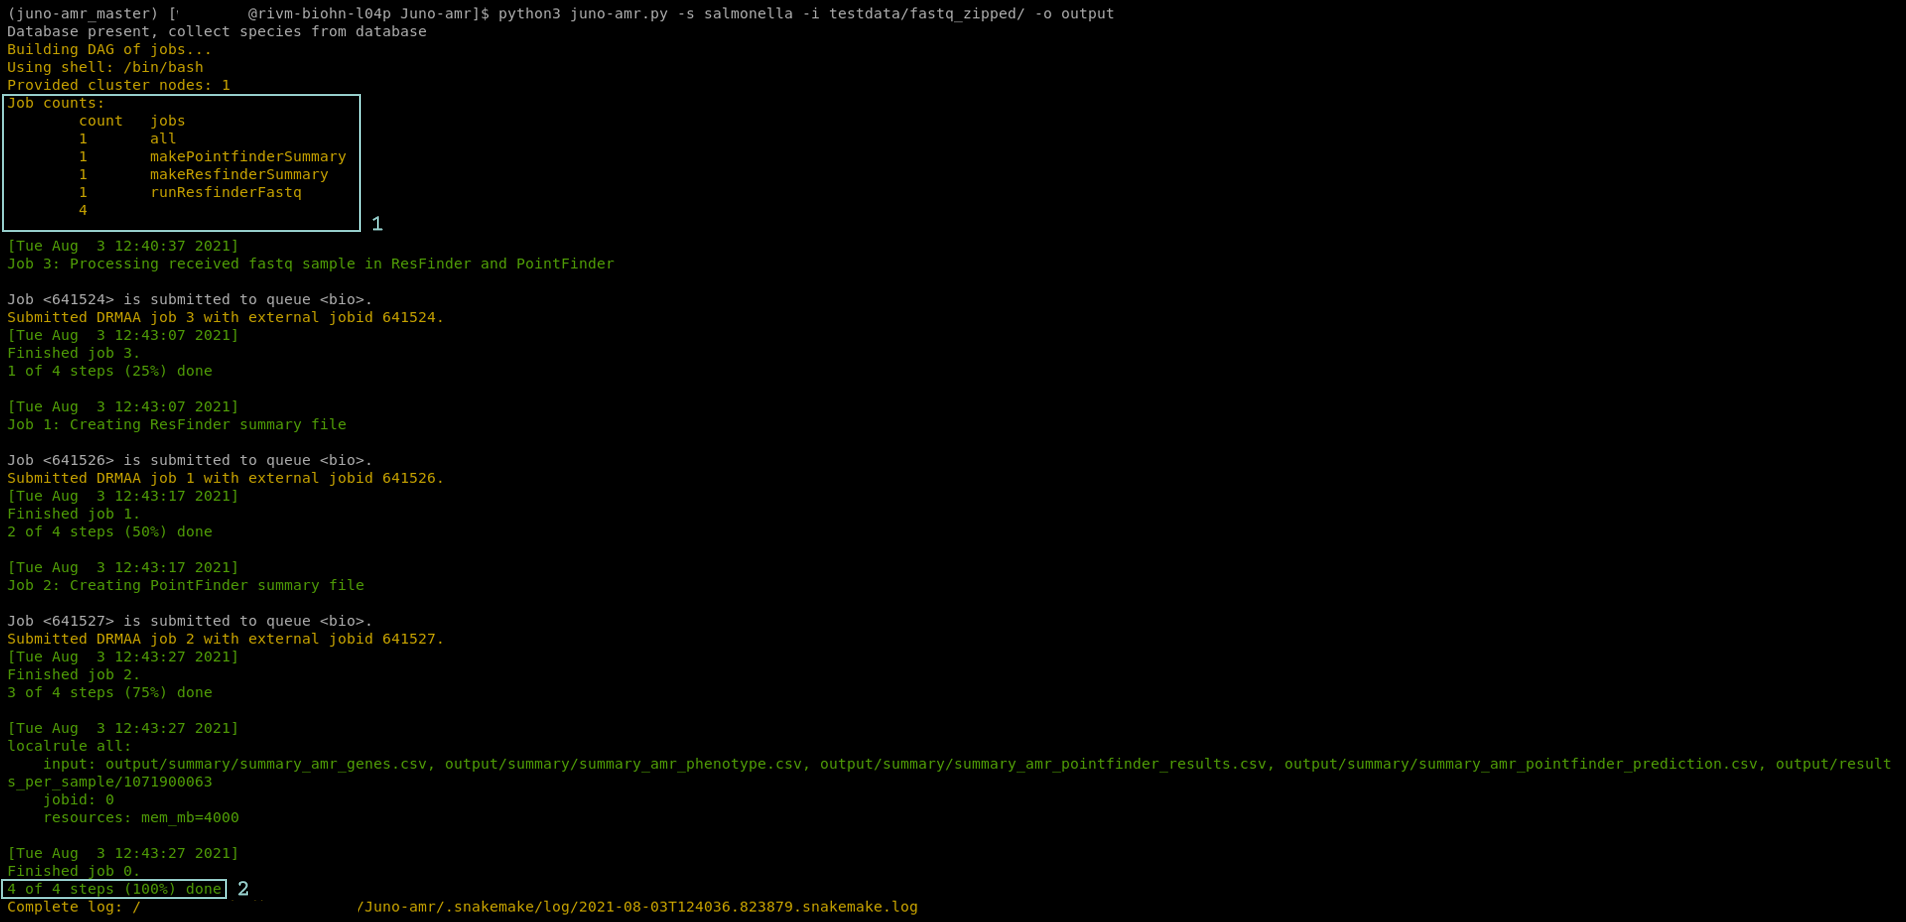 (juno-amr_master) [ @rivm-biohn-l04p Juno-amr]$ python3 juno-amr.py -s salmonella -i testdata/fastq_zipped/ -o output
Database present, collect species from database
Building DAG of jobs...
Using shell: /bin/bash
Provided cluster nodes: 1
Job counts:
        count   jobs
        1       all
        1       makePointfinderSummary
        1       makeResfinderSummary
        1       runResfinderFastq
        4
1
[Tue Aug  3 12:40:37 2021]
Job 3: Processing received fastq sample in ResFinder and PointFinder
Job <641524> is submitted to queue <bio>.
Submitted DRMAA job 3 with external jobid 641524.
[Tue Aug  3 12:43:07 2021]
Finished job 3.
1 of 4 steps (25%) done
[Tue Aug  3 12:43:07 2021]
Job 1: Creating ResFinder summary file
Job <641526> is submitted to queue <bio>.
Submitted DRMAA job 1 with external jobid 641526.
[Tue Aug  3 12:43:17 2021]
Finished job 1.
2 of 4 steps (50%) done
[Tue Aug  3 12:43:17 2021]
Job 2: Creating PointFinder summary file
Job <641527> is submitted to queue <bio>.
Submitted DRMAA job 2 with external jobid 641527.
[Tue Aug  3 12:43:27 2021]
Finished job 2.
3 of 4 steps (75%) done
[Tue Aug  3 12:43:27 2021]
localrule all:
    input: output/summary/summary_amr_genes.csv, output/summary/summary_amr_phenotype.csv, output/summary/summary_amr_pointfinder_results.csv, output/summary/summary_amr_pointfinder_prediction.csv, output/result
s_per_sample/1071900063
    jobid: 0
    resources: mem_mb=4000
[Tue Aug  3 12:43:27 2021]
Finished job 0.
4 of 4 steps (100%) done 2
Complete log: / /Juno-amr/.snakemake/log/2021-08-03T124036.823879.snakemake.log